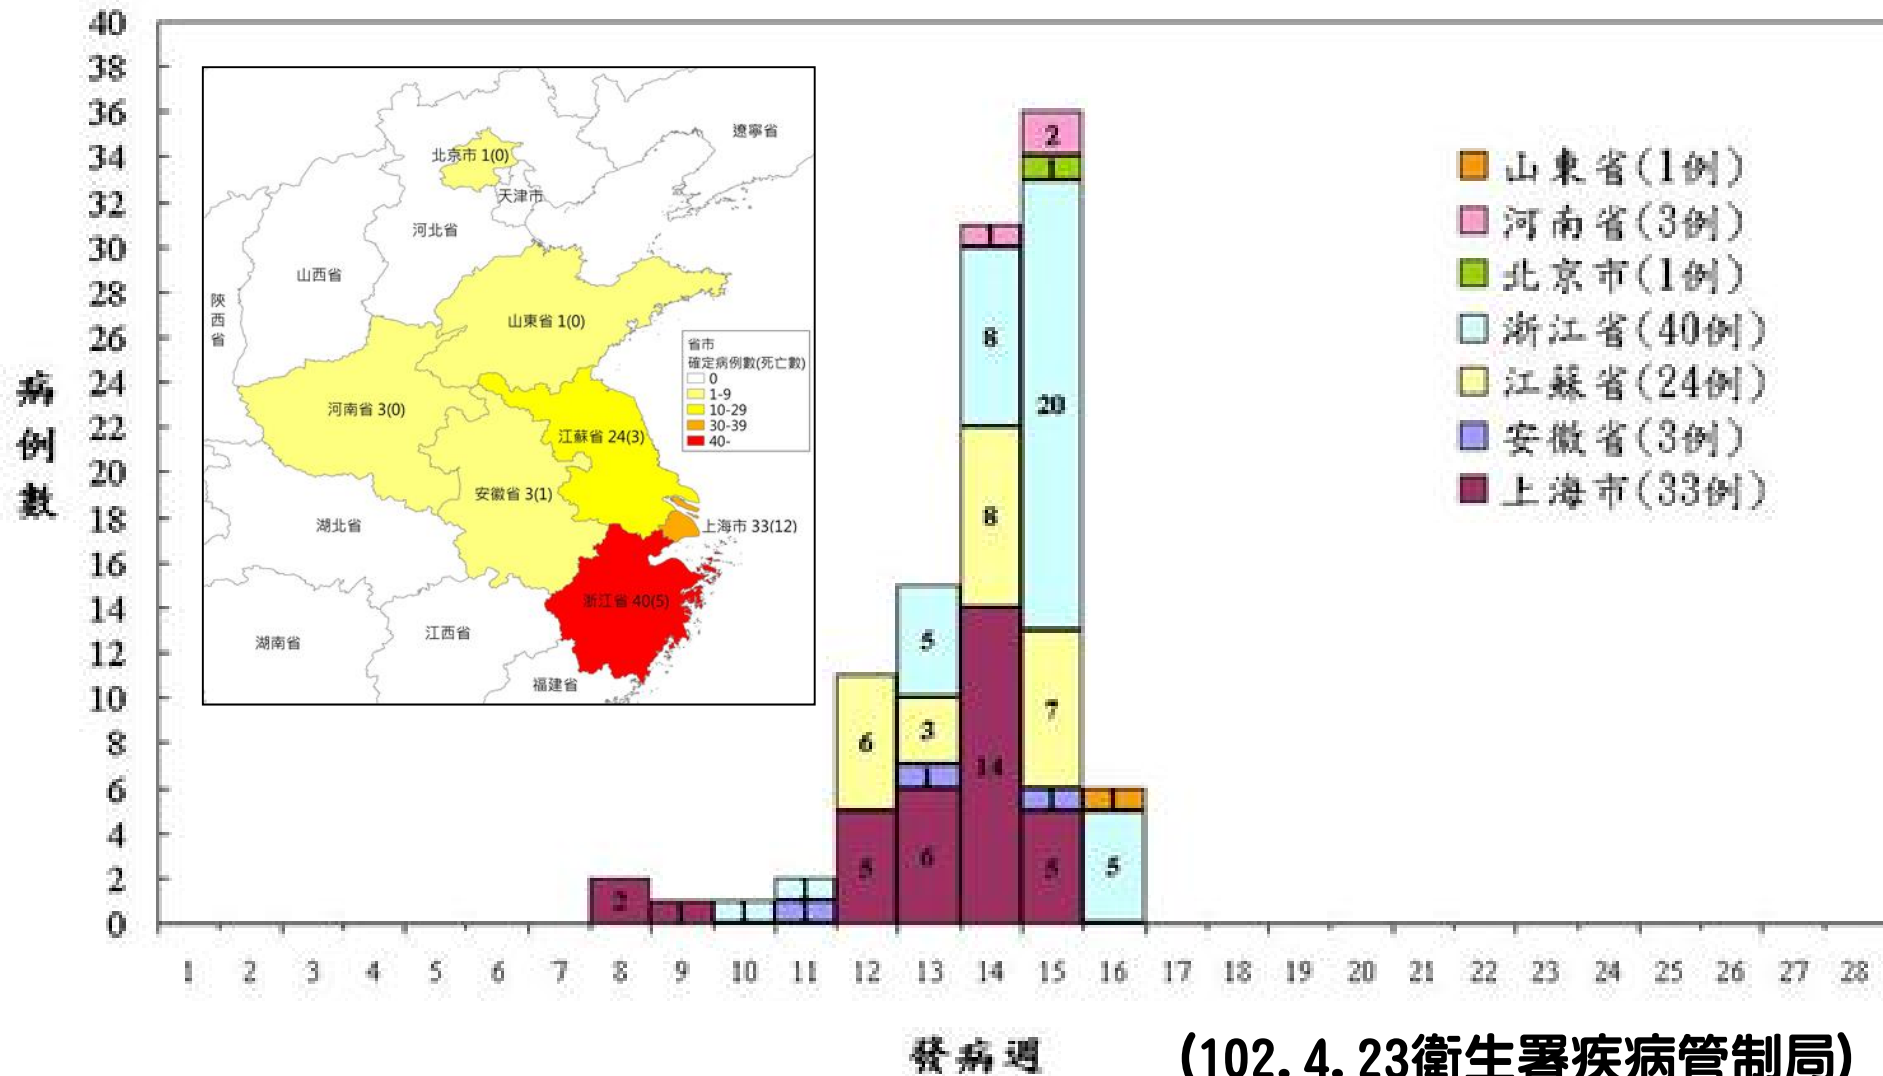 40
38
36
34
32
30
28
26
24
22
20
18
16
14
12
10
8
6
4
2
0
病例數
遼寧省
北京市 1(0)
天津市
河北省
山西省
陝西省
山東省 1(0)
河南省 3(0)
江蘇省 24(3)
安徽省 3(1)
湖北省
上海市 33(12)
浙江省 40(5)
湖南省
江西省
福建省
省市
確定病例數(死亡數)
0
1-9
10-29
30-39
40-
2
1
20
7
1
5
1
8
8
14
5
3
1
6
6
5
1
1
1
1
2
1
5
山東省(1例)
河南省(3例)
北京市(1例)
浙江省(40例)
江蘇省(24例)
安徽省(3例)
上海市(33例)
1 2 3 4 5 6 7 8 9 10 11 12 13 14 15 16 17 18 19 20 21 22 23 24 25 26 27 28
發病週
(102.4.23衛生署疾病管制局)